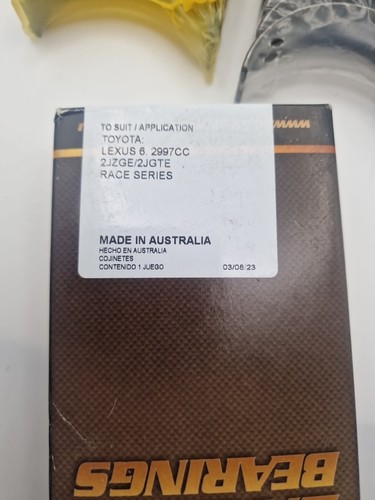 TO SUIT / APPLICATION
TOYOTA:
LEXUS 6, 2997CC
2JZGE/2JGTE
RACE SERIES
MADE IN AUSTRALIA
HECHO EN AUSTRALIA
COJINETES
CONTENIDO 1 JUEGO 03/08/23
BEARINGS